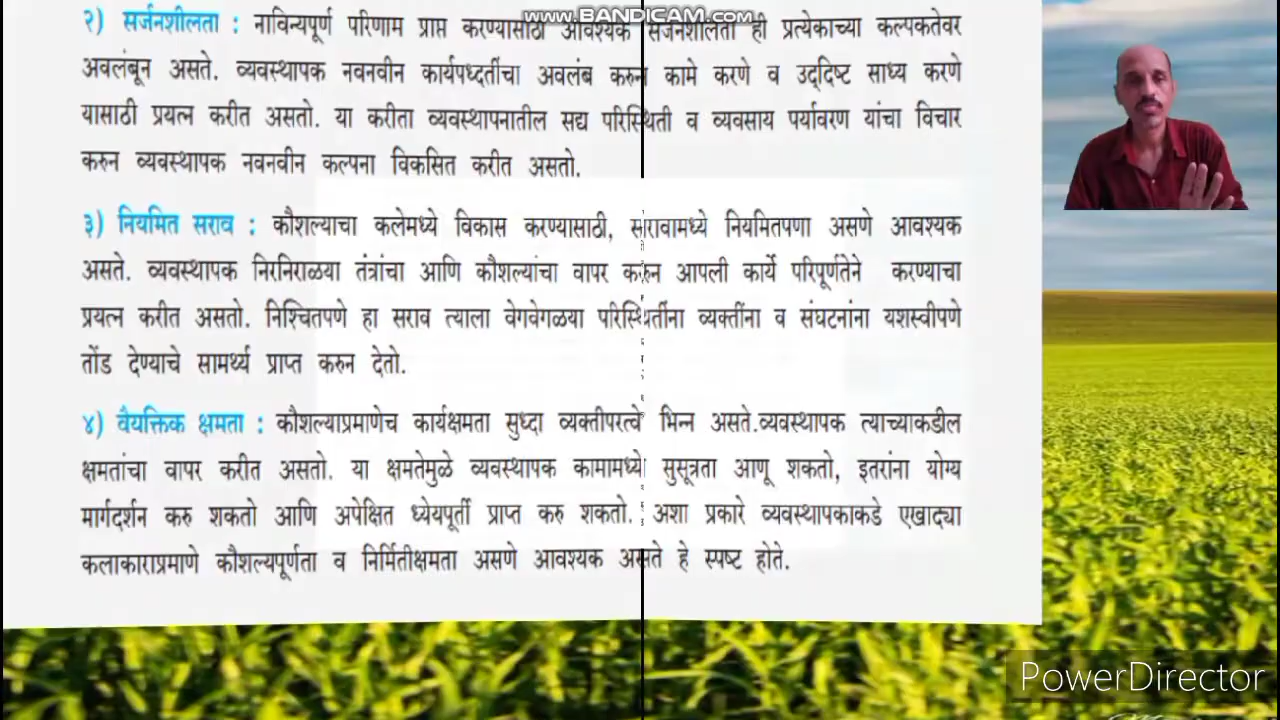 www.BANDICAM.com
२) सर्जनशीलता : नाविन्यपूर्ण परिणाम प्राप्त करण्यासाठी आवश्यक सर्जनशीलता ही प्रत्येकाच्या कल्पकतेवर
अवलंबून असते. व्यवस्थापक नवनवीन कार्यपध्दतींचा अवलंब करुन कामे करणे व उद्दिष्ट साध्य करणे
यासाठी प्रयत्न करीत असतो. या करीता व्यवस्थापनातील सद्य परिस्थिती व व्यवसाय पर्यावरण यांचा विचार
करुन व्यवस्थापक नवनवीन कल्पना विकसित करीत असतो.
३) नियमित सराव : कौशल्याचा कलेमध्ये विकास करण्यासाठी, सरावामध्ये नियमितपणा असणे आवश्यक
असते. व्यवस्थापक निरनिराळया तंत्रांचा आणि कौशल्यांचा वापर करुन आपली कार्ये परिपूर्णतेने करण्याचा
प्रयत्न करीत असतो. निश्चितपणे हा सराव त्याला वेगवेगळया परिस्थितींना व्यक्तींना व संघटनांना यशस्वीपणे
तोंड देण्याचे सामर्थ्य प्राप्त करुन देतो.
४) वैयक्तिक क्षमता : कौशल्याप्रमाणेच कार्यक्षमता सुध्दा व्यक्तीपरत्वे भिन्न असते.व्यवस्थापक त्याच्याकडील
क्षमतांचा वापर करीत असतो. या क्षमतेमुळे व्यवस्थापक कामामध्ये सुसूत्रता आणू शकतो, इतरांना योग्य
मार्गदर्शन करु शकतो आणि अपेक्षित ध्येयपूर्ती प्राप्त करु शकतो. अशा प्रकारे व्यवस्थापकाकडे एखाद्या
कलाकाराप्रमाणे कौशल्यपूर्णता व निर्मितीक्षमता असणे आवश्यक असते हे स्पष्ट होते.
PowerDirector